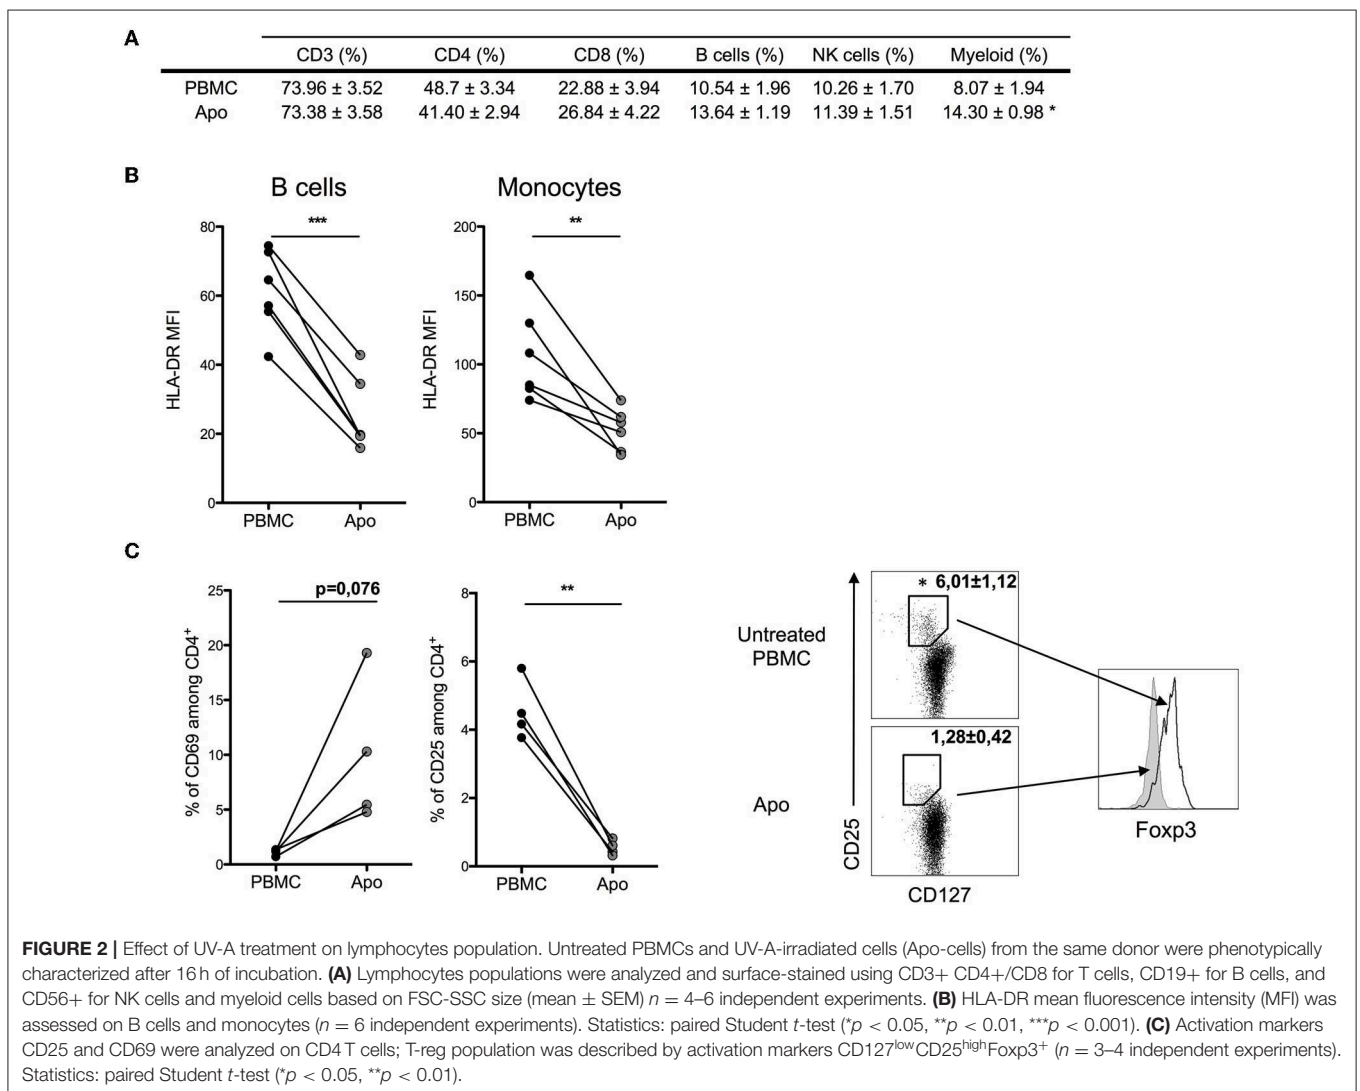 A
CD3 (%) CD4 (%) CD8 (%) B cells (%) NK cells (%) Myeloid (%)
PBMC 73.96 ± 3.52 48.7 ± 3.34 22.88 ± 3.94 10.54 ± 1.96 10.26 ± 1.70 8.07 ± 1.94
Apo 73.38 ± 3.58 41.40 ± 2.94 26.84 ± 4.22 13.64 ± 1.19 11.39 ± 1.51 14.30 ± 0.98 *
B
B cells
***
80
60
40
20
0
HLA-DR MFI
PBMC Apo
Monocytes
**
200
150
100
50
0
HLA-DR MFI
PBMC Apo
C
p=0,076
25
20
15
10
5
0
% of CD69 among CD4+
PBMC Apo
**
8
6
4
2
0
% of CD25 among CD4+
PBMC Apo
Untreated
PBMC
* 6,01±1,12
Apo
1,28±0,42
CD25
CD127
Foxp3
FIGURE 2 | Effect of UV-A treatment on lymphocytes population. Untreated PBMCs and UV-A-irradiated cells (Apo-cells) from the same donor were phenotypically
characterized after 16 h of incubation. (A) Lymphocytes populations were analyzed and surface-stained using CD3+ CD4+/CD8 for T cells, CD19+ for B cells, and
CD56+ for NK cells and myeloid cells based on FSC-SSC size (mean ± SEM) n = 4–6 independent experiments. (B) HLA-DR mean fluorescence intensity (MFI) was
assessed on B cells and monocytes (n = 6 independent experiments). Statistics: paired Student t-test (*p < 0.05, **p < 0.01, ***p < 0.001). (C) Activation markers
CD25 and CD69 were analyzed on CD4 T cells; T-reg population was described by activation markers CD127lowCD25highFoxp3+ (n = 3–4 independent experiments).
Statistics: paired Student t-test (*p < 0.05, **p < 0.01).